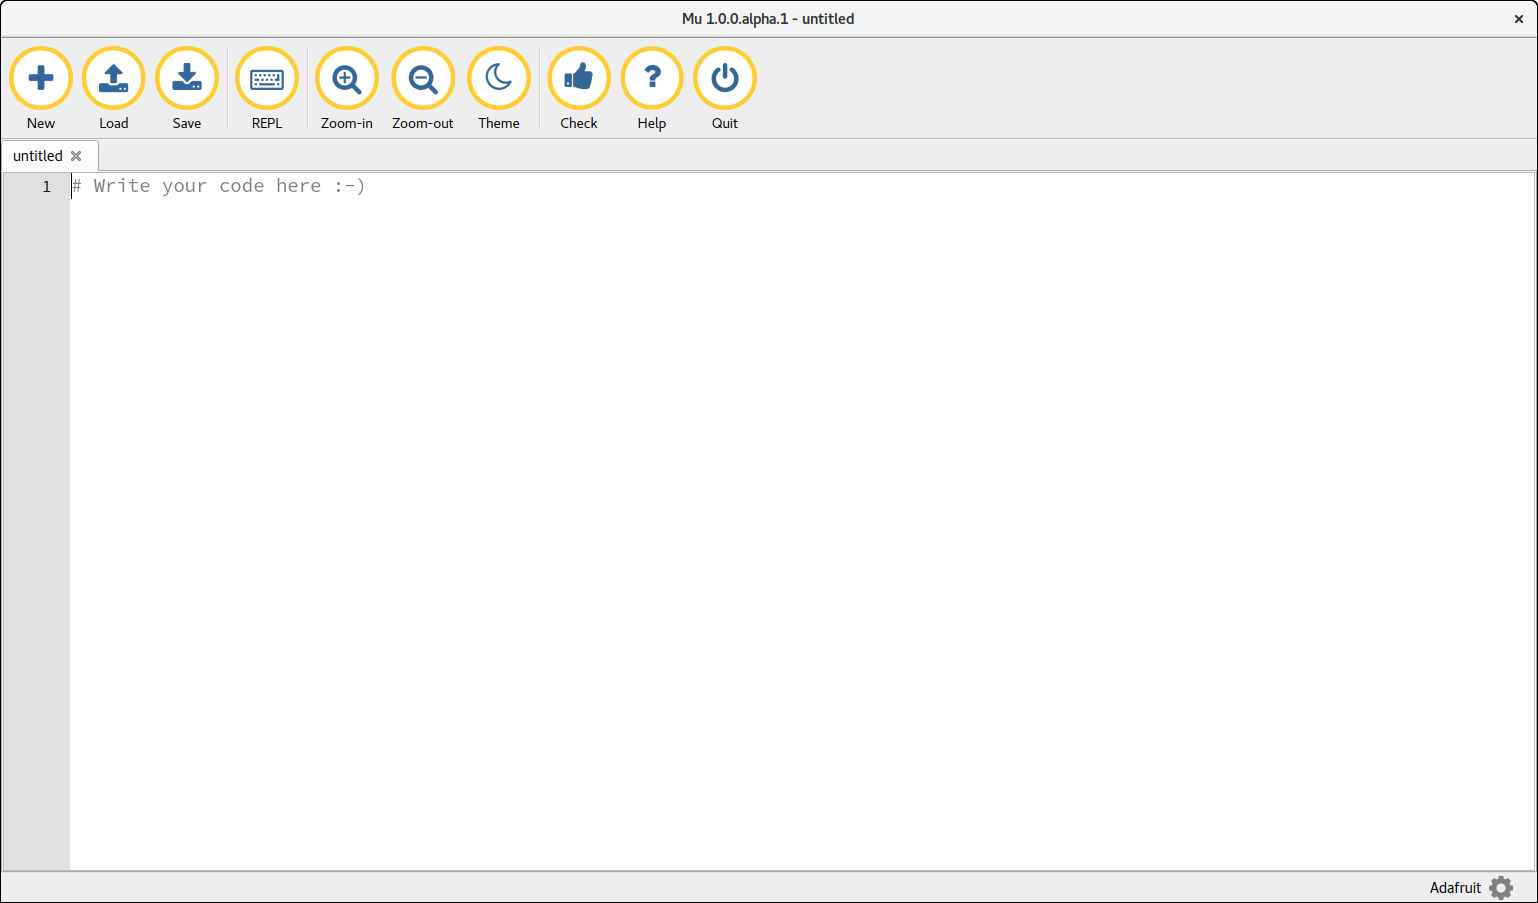 Mu 1.0.0.alpha.1 - untitled
New Load Save REPL Zoom-in Zoom-out Theme Check Help Quit
untitled
1 # Write your code here :-)
Adafruit